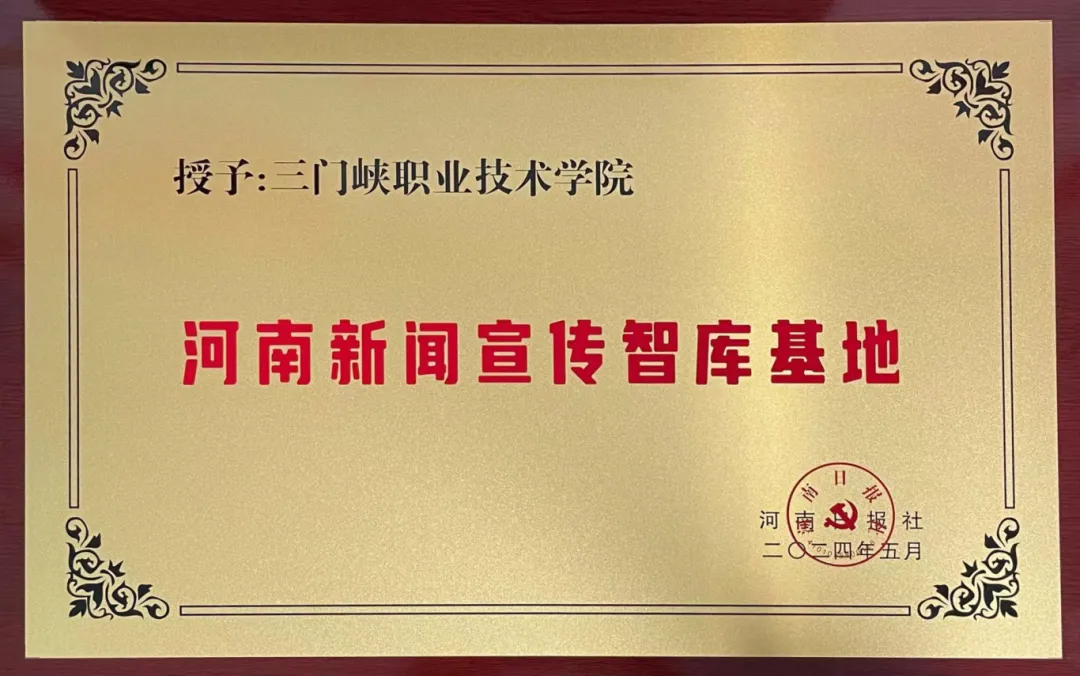 授予:三门峡职业技术学院
河南新闻宣传智库基地
河南日报社
二〇二四年五月